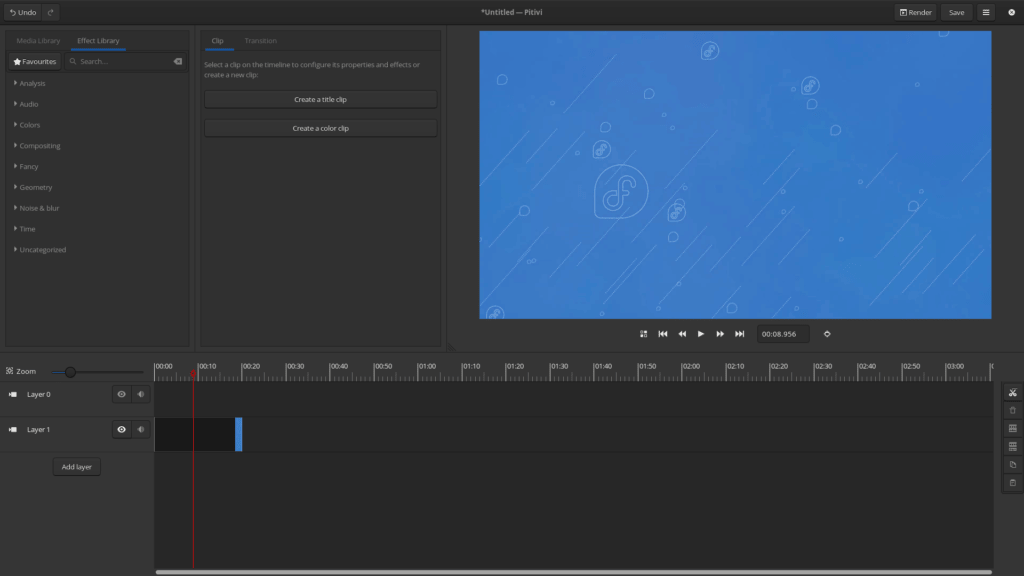 Undo
*Untitled — Pitivi
Render
Save
Media Library
Effect Library
Clip
Transition
Favourites
Search...
Select a clip on the timeline to configure its properties and effects or
create a new clip:
Create a title clip
Create a color clip
Analysis
Audio
Colors
Compositing
Fancy
Geometry
Noise & blur
Time
Uncategorized
00:08.956
Zoom
00:00 00:10 00:20 00:30 00:40 00:50 01:00 01:10 01:20 01:30 01:40 01:50 02:00 02:10 02:20 02:30 02:40 02:50 03:00
Layer 0
Layer 1
Add layer